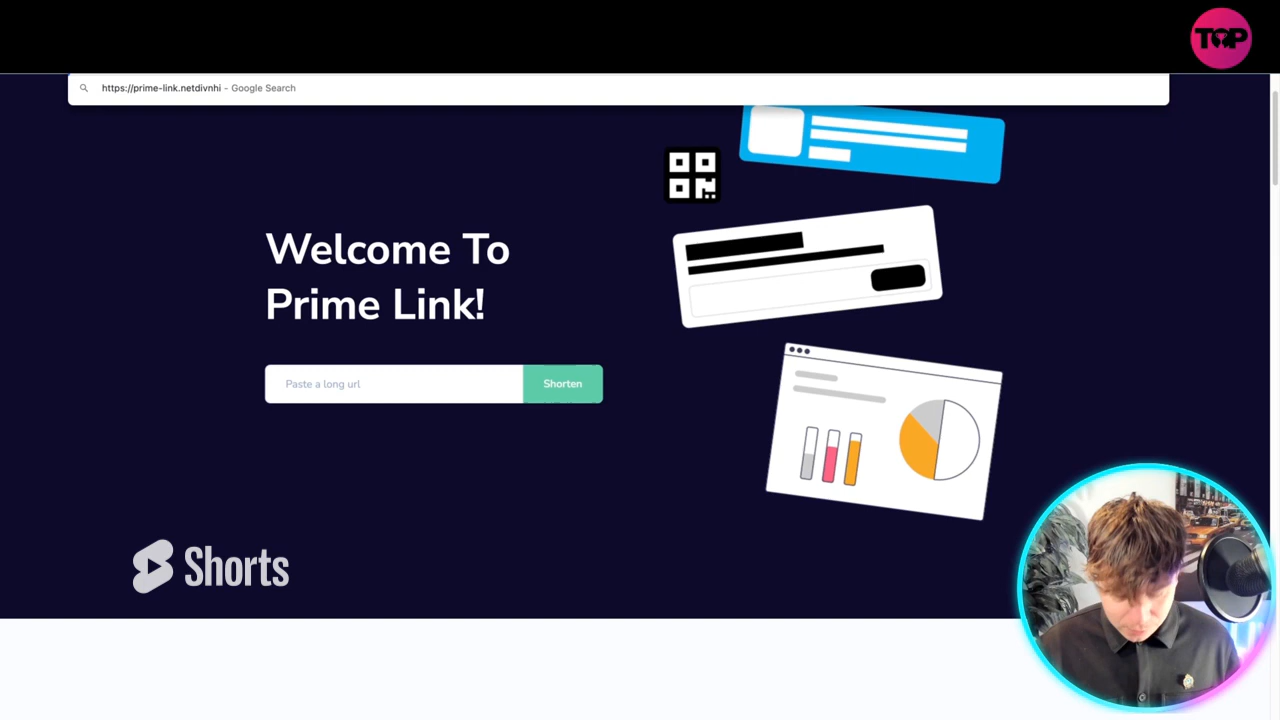 TOP
https://prime-link.netdivnhi - Google Search
Welcome To
Prime Link!
Paste a long url
Shorten
Shorts